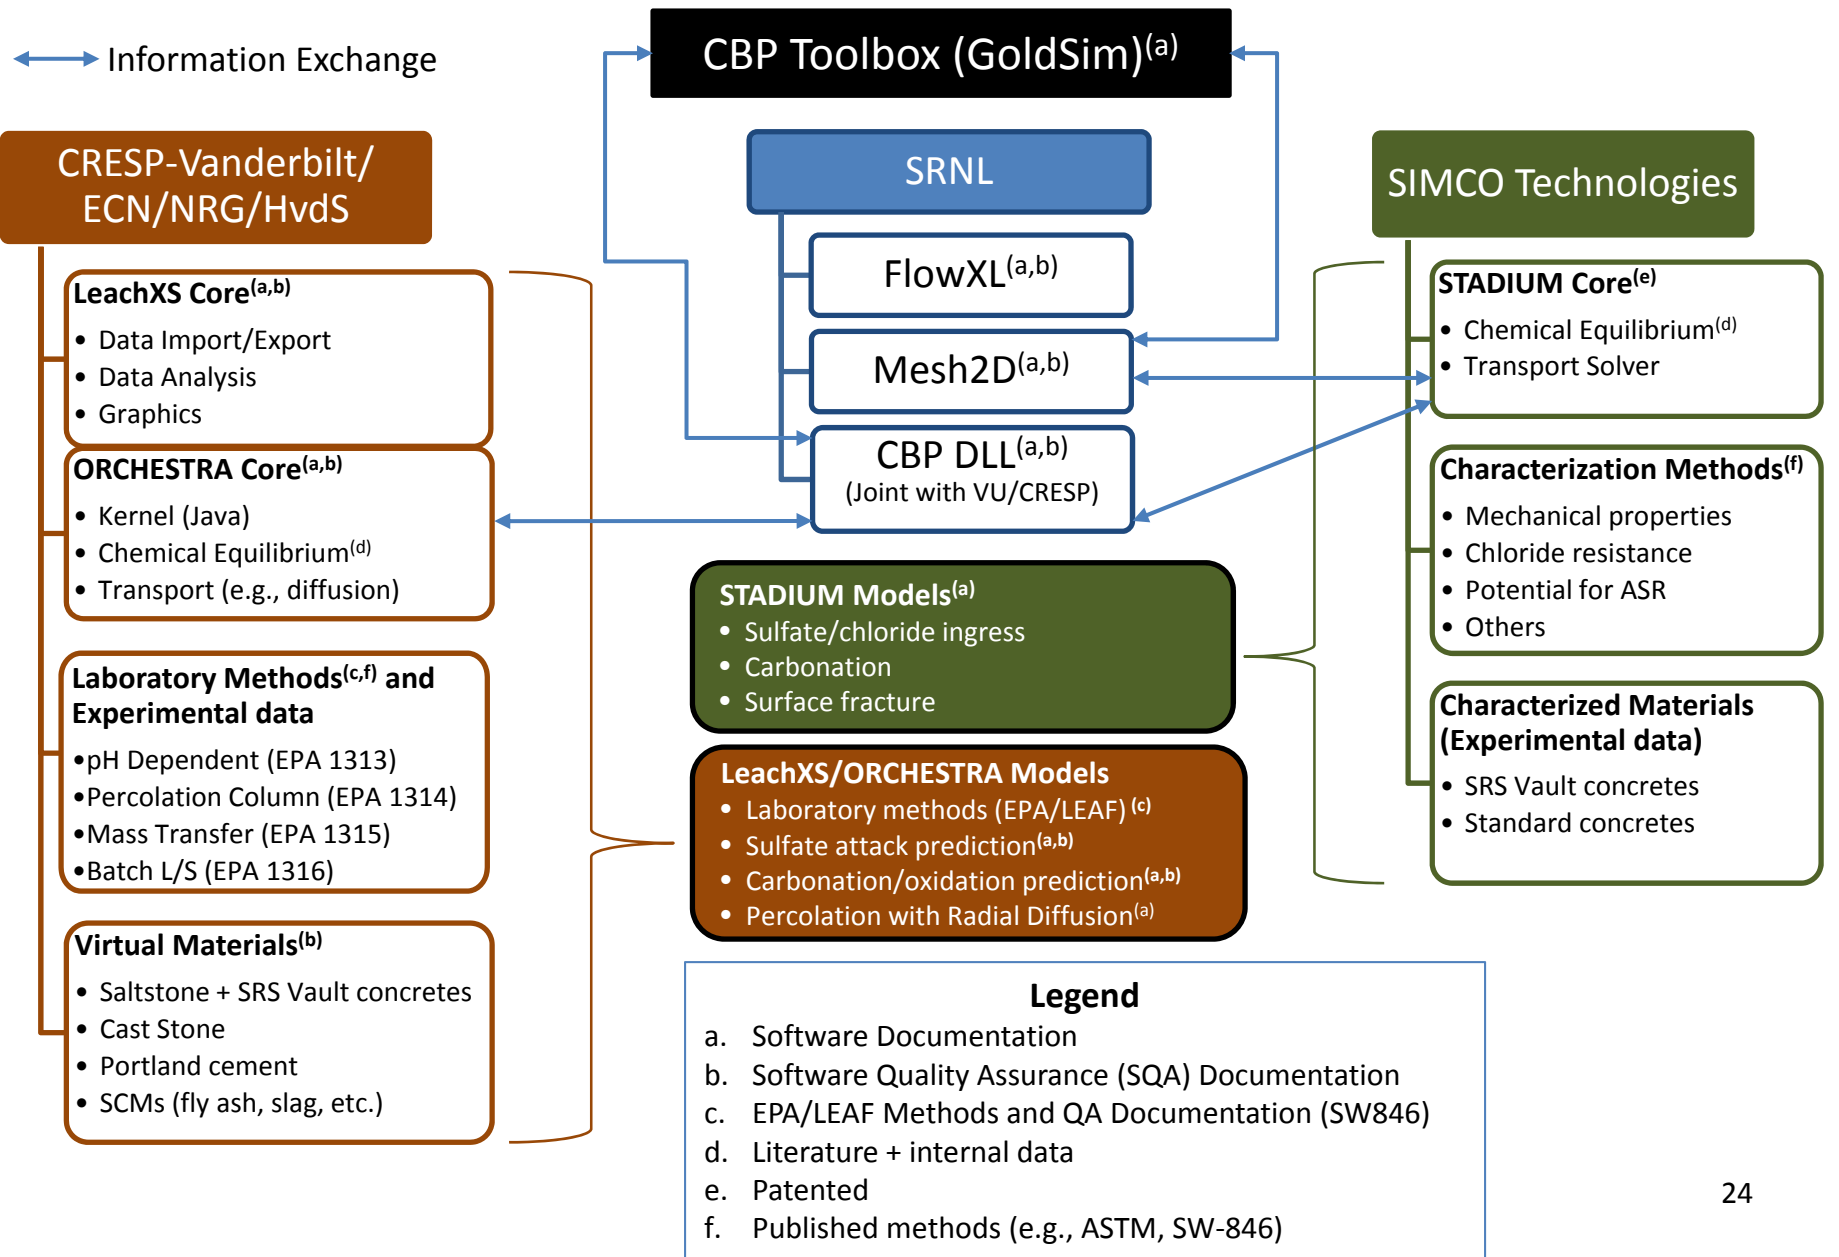 Information Exchange
CBP Toolbox (GoldSim)(a)
CRESP-Vanderbilt/
ECN/NRG/HvdS
LeachXS Core(a,b)
• Data Import/Export
• Data Analysis
• Graphics
ORCHESTRA Core(a,b)
• Kernel (Java)
• Chemical Equilibrium(d)
• Transport (e.g., diffusion)
Laboratory Methods(c,f) and
Experimental data
•pH Dependent (EPA 1313)
•Percolation Column (EPA 1314)
•Mass Transfer (EPA 1315)
•Batch L/S (EPA 1316)
Virtual Materials(b)
• Saltstone + SRS Vault concretes
• Cast Stone
• Portland cement
• SCMs (fly ash, slag, etc.)
SRNL
FlowXL(a,b)
Mesh2D(a,b)
CBP DLL(a,b)
(Joint with VU/CRESP)
STADIUM Models(a)
• Sulfate/chloride ingress
• Carbonation
• Surface fracture
LeachXS/ORCHESTRA Models
• Laboratory methods (EPA/LEAF) (c)
• Sulfate attack prediction(a,b)
• Carbonation/oxidation prediction(a,b)
• Percolation with Radial Diffusion(a)
SIMCO Technologies
STADIUM Core(e)
• Chemical Equilibrium(d)
• Transport Solver
Characterization Methods(f)
• Mechanical properties
• Chloride resistance
• Potential for ASR
• Others
Characterized Materials
(Experimental data)
• SRS Vault concretes
• Standard concretes
Legend
a. Software Documentation
b. Software Quality Assurance (SQA) Documentation
c. EPA/LEAF Methods and QA Documentation (SW846)
d. Literature + internal data
e. Patented
f. Published methods (e.g., ASTM, SW-846)
24